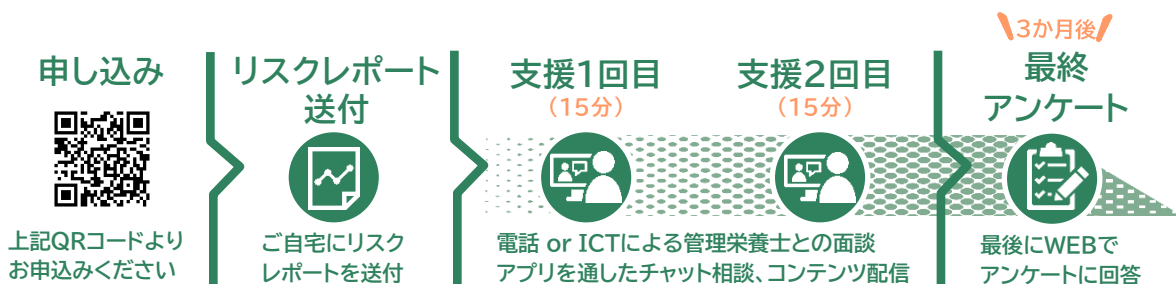 申し込み
上記QRコードより
お申込みください
リスクレポート
送付
ご自宅にリスク
レポートを送付
支援1回目
（15分）
支援2回目
（15分）
電話 or ICTによる管理栄養士との面談
アプリを通したチャット相談、コンテンツ配信
3か月後
最終
アンケート
最後にWEBで
アンケートに回答